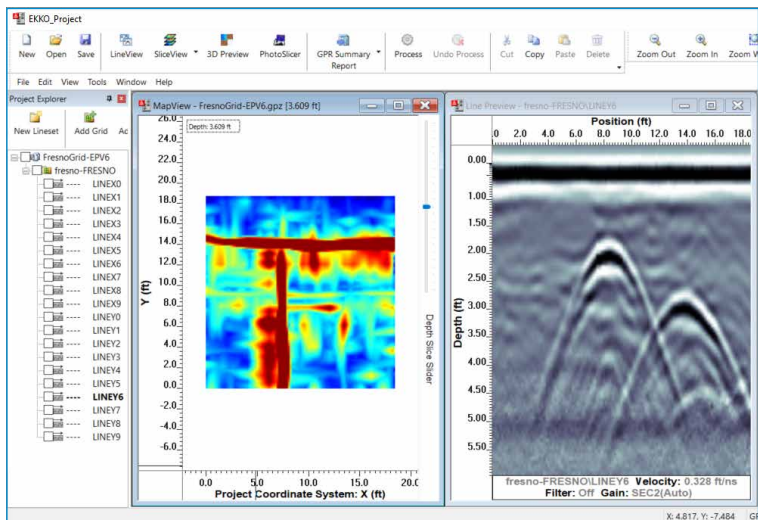 EKKO_Project
New Open Save LineView SliceView 3D Preview PhotoSlicer GPR Summary Report Process Undo Process Cut Copy Paste Delete Zoom Out Zoom In Zoom W
File Edit View Tools Window Help
Project Explorer
New Lineset Add Grid Ac
FresnoGrid-EPV6
fresno-FRESNO
LINEX0
LINEX1
LINEX2
LINEX3
LINEX4
LINEX5
LINEX6
LINEX7
LINEX8
LINEX9
LINEY0
LINEY1
LINEY2
LINEY3
LINEY4
LINEY5
LINEY6
LINEY7
LINEY8
LINEY9
MapView - FresnoGrid-EPV6.gpz [3.609 ft]
Depth: 3.609 ft
26.0
24.0
22.0
20.0
18.0
16.0
14.0
12.0
10.0
8.0
6.0
4.0
2.0
0.0
-2.0
-4.0
-6.0
Y (ft)
Depth Slice Slider
0.0 5.0 10.0 15.0 20.0
Project Coordinate System: X (ft)
Line Preview - fresno-FRESNO\LINEY6
Position (ft)
.0 2.0 4.0 6.0 8.0 10.0 12.0 14.0 16.0 18.0
0.00
1.00
1.50
2.00
2.50
3.00
3.50
4.00
4.50
5.00
5.50
Depth (ft)
fresno-FRESNO\LINEY6 Velocity: 0.328 ft/ns
Filter: Off Gain: SEC2(Auto)
X: 4.817, Y: -7.484 GF